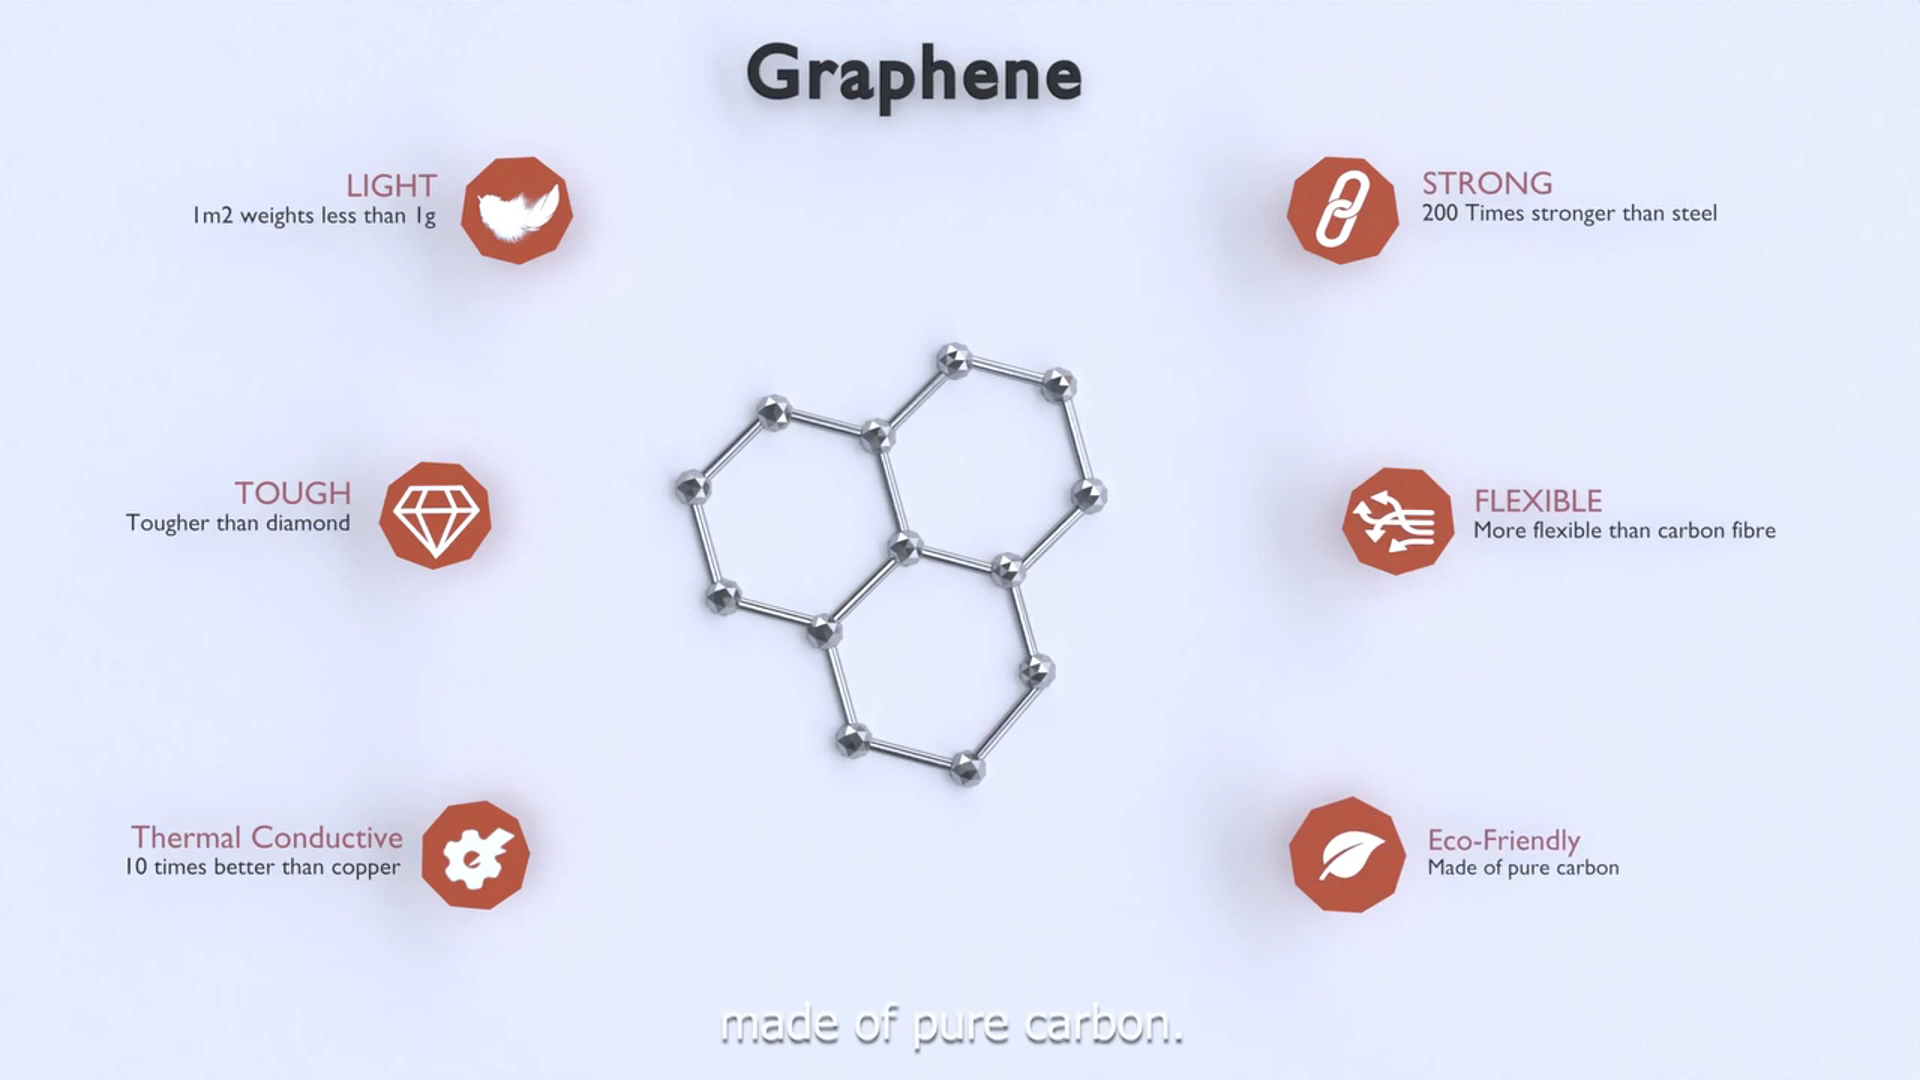 Graphene
LIGHT
1m2 weights less than 1g
STRONG
200 Times stronger than steel
TOUGH
Tougher than diamond
FLEXIBLE
More flexible than carbon fibre
Thermal Conductive
10 times better than copper
Eco-Friendly
Made of pure carbon
made of pure carbon.